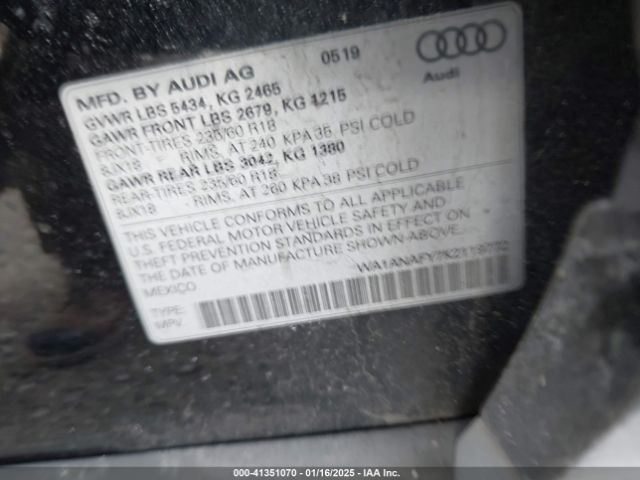 0519
MFD. BY AUDI AG
Audi
GVWR LBS 5434, KG 2465
GAWR FRONT LBS 2679, KG 1215
FRONT-TIRES 235/60 R18
8JX18 RIMS, AT 240 KPA 35, PSI COLD
GAWR REAR LBS 3042, KG 1380
REAR-TIRES 235/60 R18
8JX18 RIMS, AT 260 KPA 38 PSI COLD
THIS VEHICLE CONFORMS TO ALL APPLICABLE
U.S. FEDERAL MOTOR VEHICLE SAFETY AND
THEFT PREVENTION STANDARDS IN EFFECT ON
THE DATE OF MANUFACTURE SHOWN ABOVE.
MEXICO
TYPE:
MPV
000-41351070 - 01/16/2025 - IAA Inc.